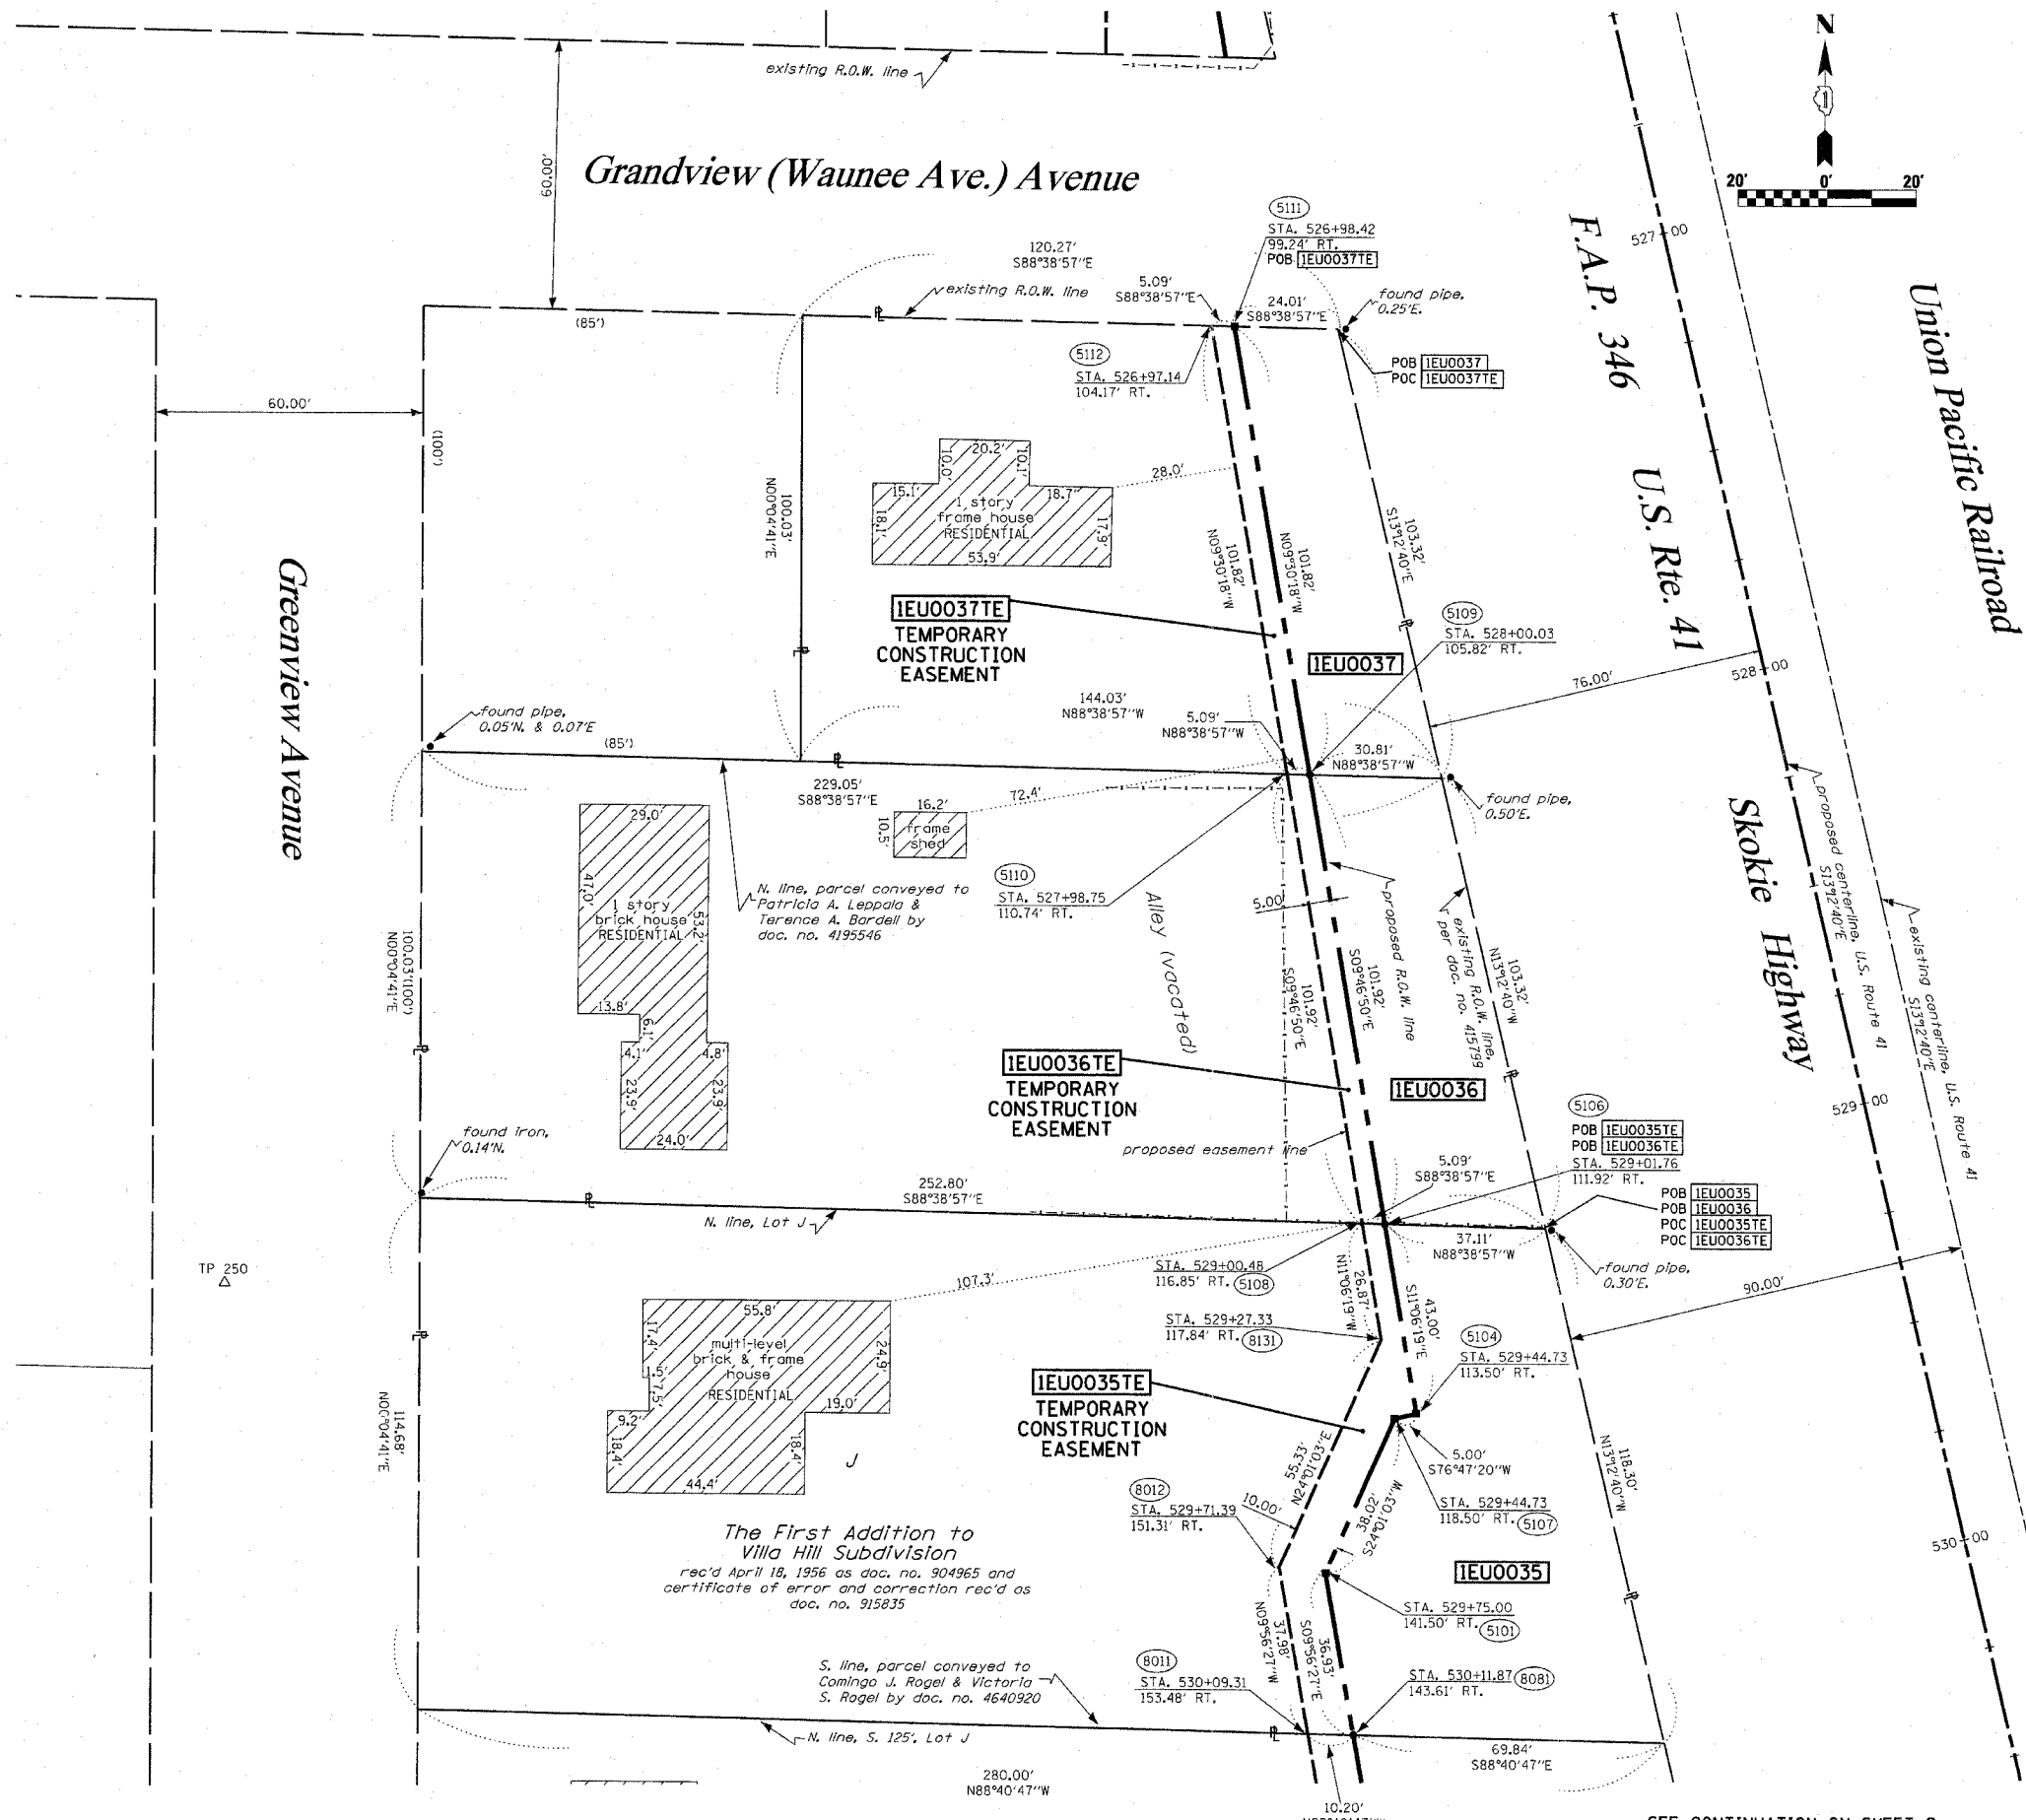 existing R.O.W. line
N
20'
0'
20'
60.00'
Grandview (Waunee Ave.) Avenue
5111
STA. 526+98.42
99.24' RT.
POB 1EU0037TE
120.27'
S88°38'57"E
5.09'
S88°38'57"E
24.01'
S88°38'57"E
found pipe,
0.25'E.
existing R.O.W. line
(85')
5112
STA. 526+97.14
104.17' RT.
POB 1EU0037
POC 1EU0037TE
F.A.P. 346
U.S. Rte. 41
Skokie Highway
Union Pacific Railroad
527+00
60.00'
(100')
100.03'
N00°04'41"E
20.2'
10.0'
10.1'
15.1'
18.7'
18.1'
17.9'
1 story
frame house
RESIDENTIAL
53.9'
28.0'
101.82'
N09°30'18"W
101.82'
N09°30'18"W
103.32'
S13°12'40"E
Greenview Avenue
1EU0037TE
TEMPORARY
CONSTRUCTION
EASEMENT
1EU0037
5109
STA. 528+00.03
105.82' RT.
76.00'
528+00
found pipe,
0.05'N. & 0.07'E
(85')
144.03'
N88°38'57"W
5.09'
N88°38'57"W
30.81'
N88°38'57"W
found pipe,
0.50'E.
229.05'
S88°38'57"E
72.4'
16.2'
10.5'
frame
shed
29.0'
47.0'
53.2'
1 story
brick house
RESIDENTIAL
13.8'
6.1'
4.1'
4.8'
23.9'
23.9'
24.0'
N. line, parcel conveyed to
Patricia A. Leppala &
Terence A. Bardell by
doc. no. 4195546
5110
STA. 527+98.75
110.74' RT.
Alley (vacated)
5.00'
proposed R.O.W. line
existing R.O.W. line,
per doc. no. 415799
103.32'
N13°12'40"W
proposed centerline, U.S. Route 41
S13°12'40"E
existing centerline, U.S. Route 41
S13°12'40"E
100.03'(100')
N00°04'41"E
101.92'
S09°46'50"E
101.92'
S09°46'50"E
1EU0036TE
TEMPORARY
CONSTRUCTION
EASEMENT
1EU0036
529+00
proposed easement line
found iron,
0.14'N.
5106
POB 1EU0035TE
POB 1EU0036TE
STA. 529+01.76
111.92' RT.
5.09'
S88°38'57"E
252.80'
S88°38'57"E
N. line, Lot J
POB 1EU0035
POB 1EU0036
POC 1EU0035TE
POC 1EU0036TE
37.11'
N88°38'57"W
found pipe,
0.30'E.
TP 250
STA. 529+00.48
116.85' RT. 5108
107.3'
90.00'
26.87'
N11°06'19"W
43.00'
S11°06'19"E
STA. 529+27.33
117.84' RT. 8131
55.8'
17.4'
1.5'
7.5'
24.9'
multi-level
brick & frame
house
RESIDENTIAL
9.2'
19.0'
18.4'
18.4'
44.4'
J
114.68'
N00°04'41"E
5104
STA. 529+44.73
113.50' RT.
1EU0035TE
TEMPORARY
CONSTRUCTION
EASEMENT
5.00'
S76°47'20"W
118.30'
N13°12'40"W
55.33'
N24°01'03"E
10.00'
38.02'
S24°01'03"W
STA. 529+44.73
118.50' RT. 5107
8012
STA. 529+71.39
151.31' RT.
530+00
The First Addition to
Villa Hill Subdivision
rec'd April 18, 1956 as doc. no. 904965 and
certificate of error and correction rec'd as
doc. no. 915835
1EU0035
STA. 529+75.00
141.50' RT. 5101
37.98'
N09°56'27"W
36.93'
S09°56'27"E
S. line, parcel conveyed to
Comingo J. Rogel & Victoria
S. Rogel by doc. no. 4640920
8011
STA. 530+09.31
153.48' RT.
STA. 530+11.87 8081
143.61' RT.
N. line, S. 125', Lot J
69.84'
S88°40'47"E
280.00'
N88°40'47"W
10.20'